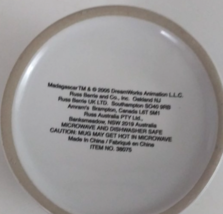 Madagascar TM & © 2005 DreamWorks Animation L.L.C.
Russ Berrie and Co., Inc. Oakland NJ
Russ Berrie UK LTD. Southampton SO40 9RB
Amram's Brampton, Canada L6T 5M1
Russ Australia PTY Ltd.,
Banksmeadow, NSW 2019 Australia
MICROWAVE AND DISHWASHER SAFE
CAUTION: MUG MAY GET HOT IN MICROWAVE
Made in China / Fabriqué en China
ITEM NO. 38075